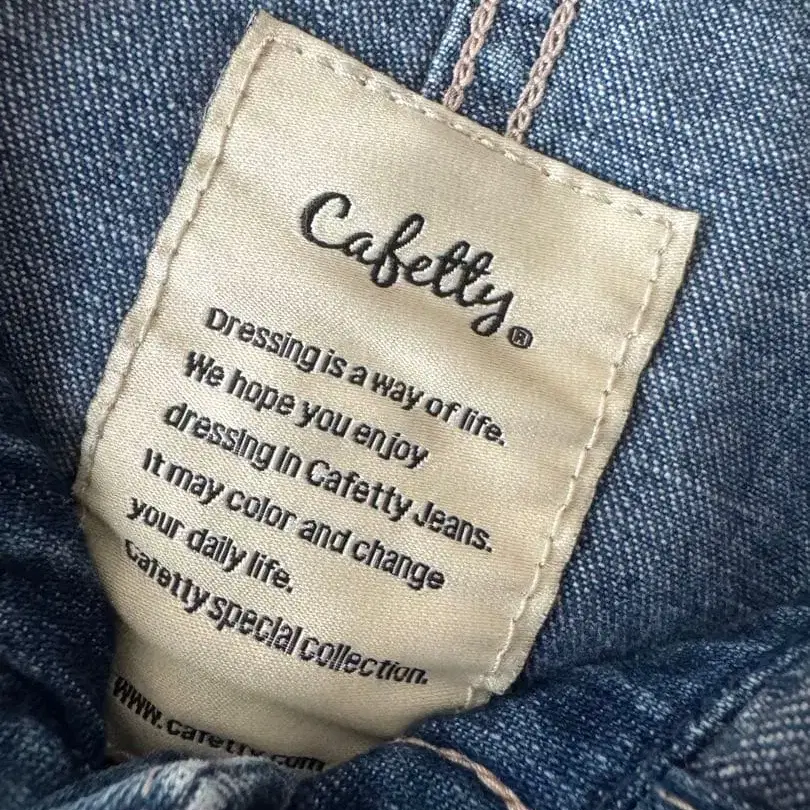 Cafetty®
Dressing is a way of life.
We hope you enjoy
dressing in Cafetty Jeans.
It may color and change
your daily life.
Cafetty special collection.
www.cafetty.com